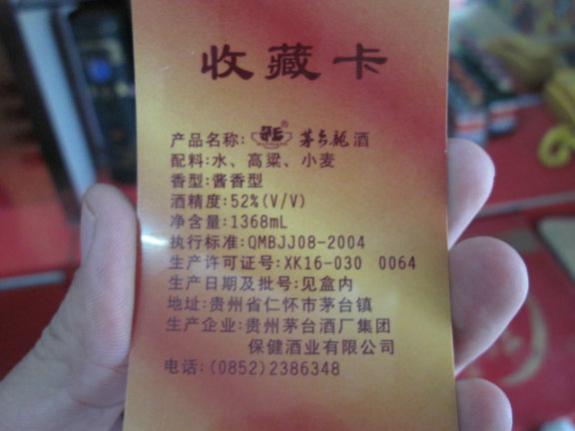 收藏卡
产品名称: ® 茅台龙酒
配料:水、高粱、小麦
香型:酱香型
酒精度:52%(V/V)
净含量:1368mL
执行标准:QMBJJ08-2004
生产许可证号:XK16-030 0064
生产日期及批号:见盒内
地址:贵州省仁怀市茅台镇
生产企业:贵州茅台酒厂集团
保健酒业有限公司
电话:(0852)2386348